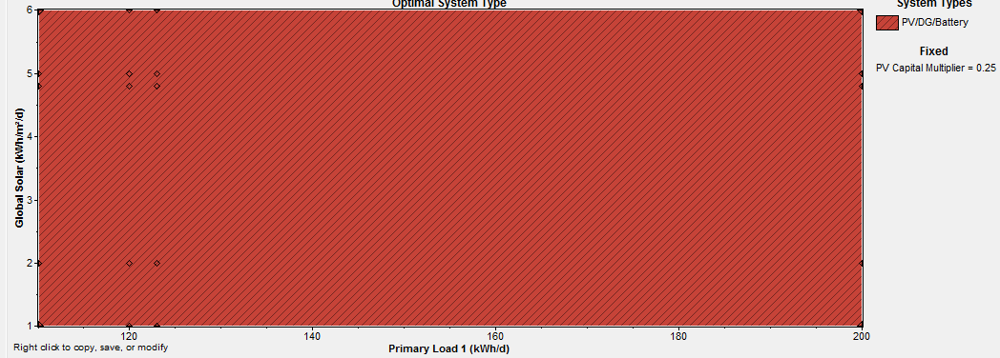 Optimal System Type
System Types
PV/DG/Battery
Fixed
PV Capital Multiplier = 0.25
Global Solar (kWh/m²/d)
6
5
4
3
2
1
120
140
160
180
200
Primary Load 1 (kWh/d)
Right click to copy, save, or modify